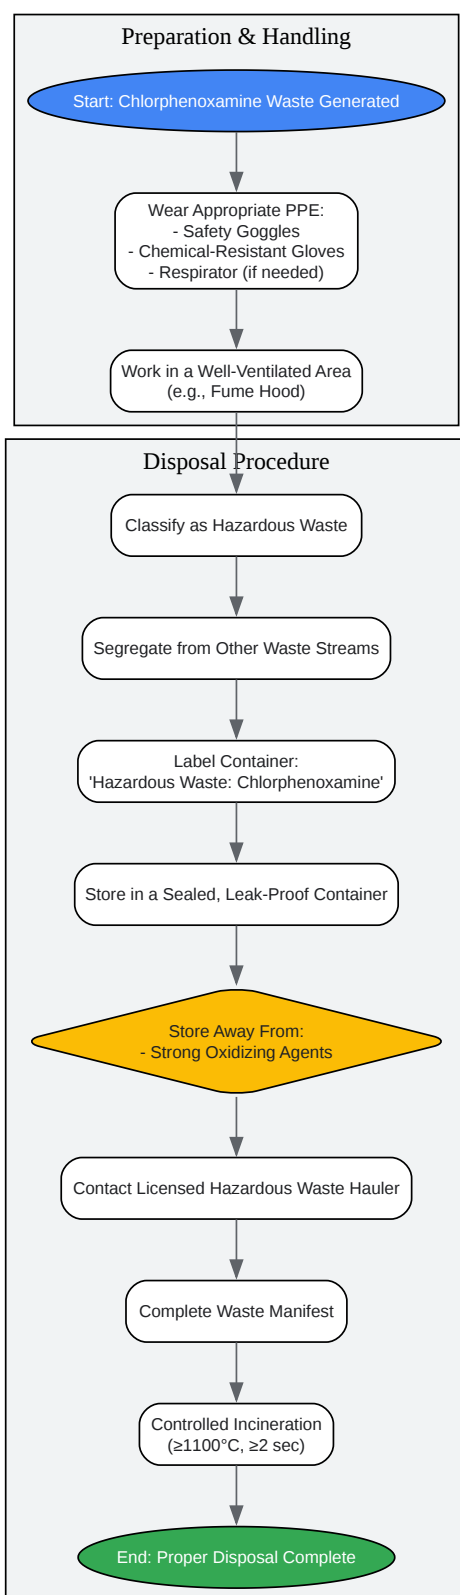 Preparation & Handling
Start: Chlorphenoxamine Waste Generated
Wear Appropriate PPE:
- Safety Goggles
- Chemical-Resistant Gloves
- Respirator (if needed)
Work in a Well-Ventilated Area
(e.g., Fume Hood)
Disposal Procedure
Classify as Hazardous Waste
Segregate from Other Waste Streams
Label Container:
'Hazardous Waste: Chlorphenoxamine'
Store in a Sealed, Leak-Proof Container
Store Away From:
- Strong Oxidizing Agents
Contact Licensed Hazardous Waste Hauler
Complete Waste Manifest
Controlled Incineration
(≥1100°C, ≥2 sec)
End: Proper Disposal Complete